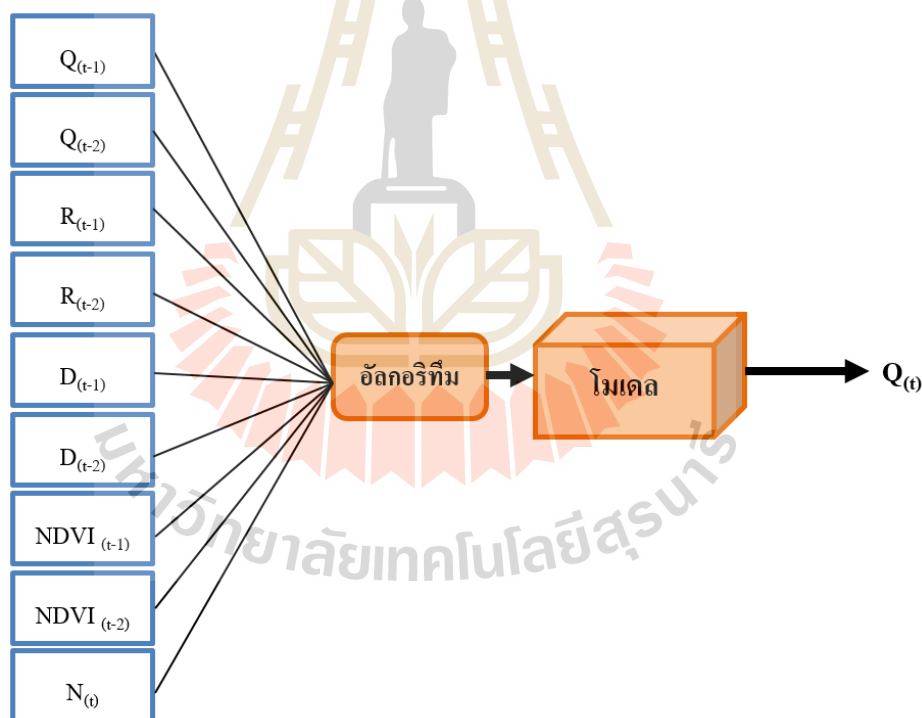 Q(t-1)
Q(t-2)
R(t-1)
R(t-2)
D(t-1)
D(t-2)
NDVI (t-1)
NDVI (t-2)
N(t)
อัลกอริทึม
โมเดล
Q(t)
มหาวิทยาลัยเทคโนโลยีสุรนารี